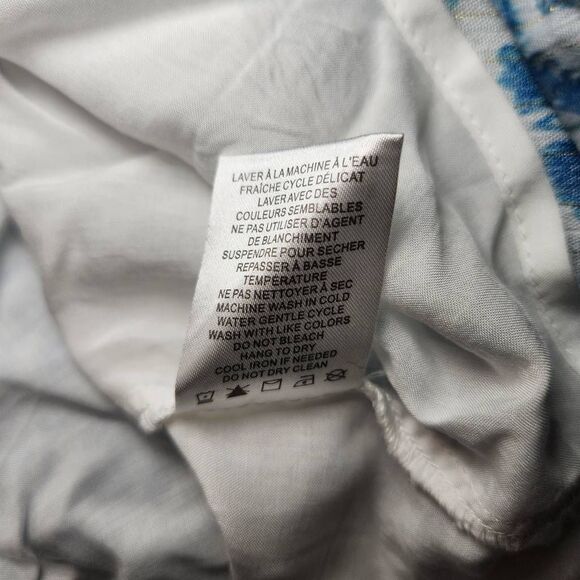 LAVER À LA MACHINE À L'EAU
FRAÎCHE CYCLE DÉLICAT
LAVER AVEC DES
COULEURS SEMBLABLES
NE PAS UTILISER D'AGENT
DE BLANCHIMENT
SUSPENDRE POUR SECHER
REPASSER À BASSE
TEMPÉRATURE
NE PAS NETTOYER À SEC
MACHINE WASH IN COLD
WATER GENTLE CYCLE
WASH WITH LIKE COLORS
DO NOT BLEACH
HANG TO DRY
COOL IRON IF NEEDED
DO NOT DRY CLEAN